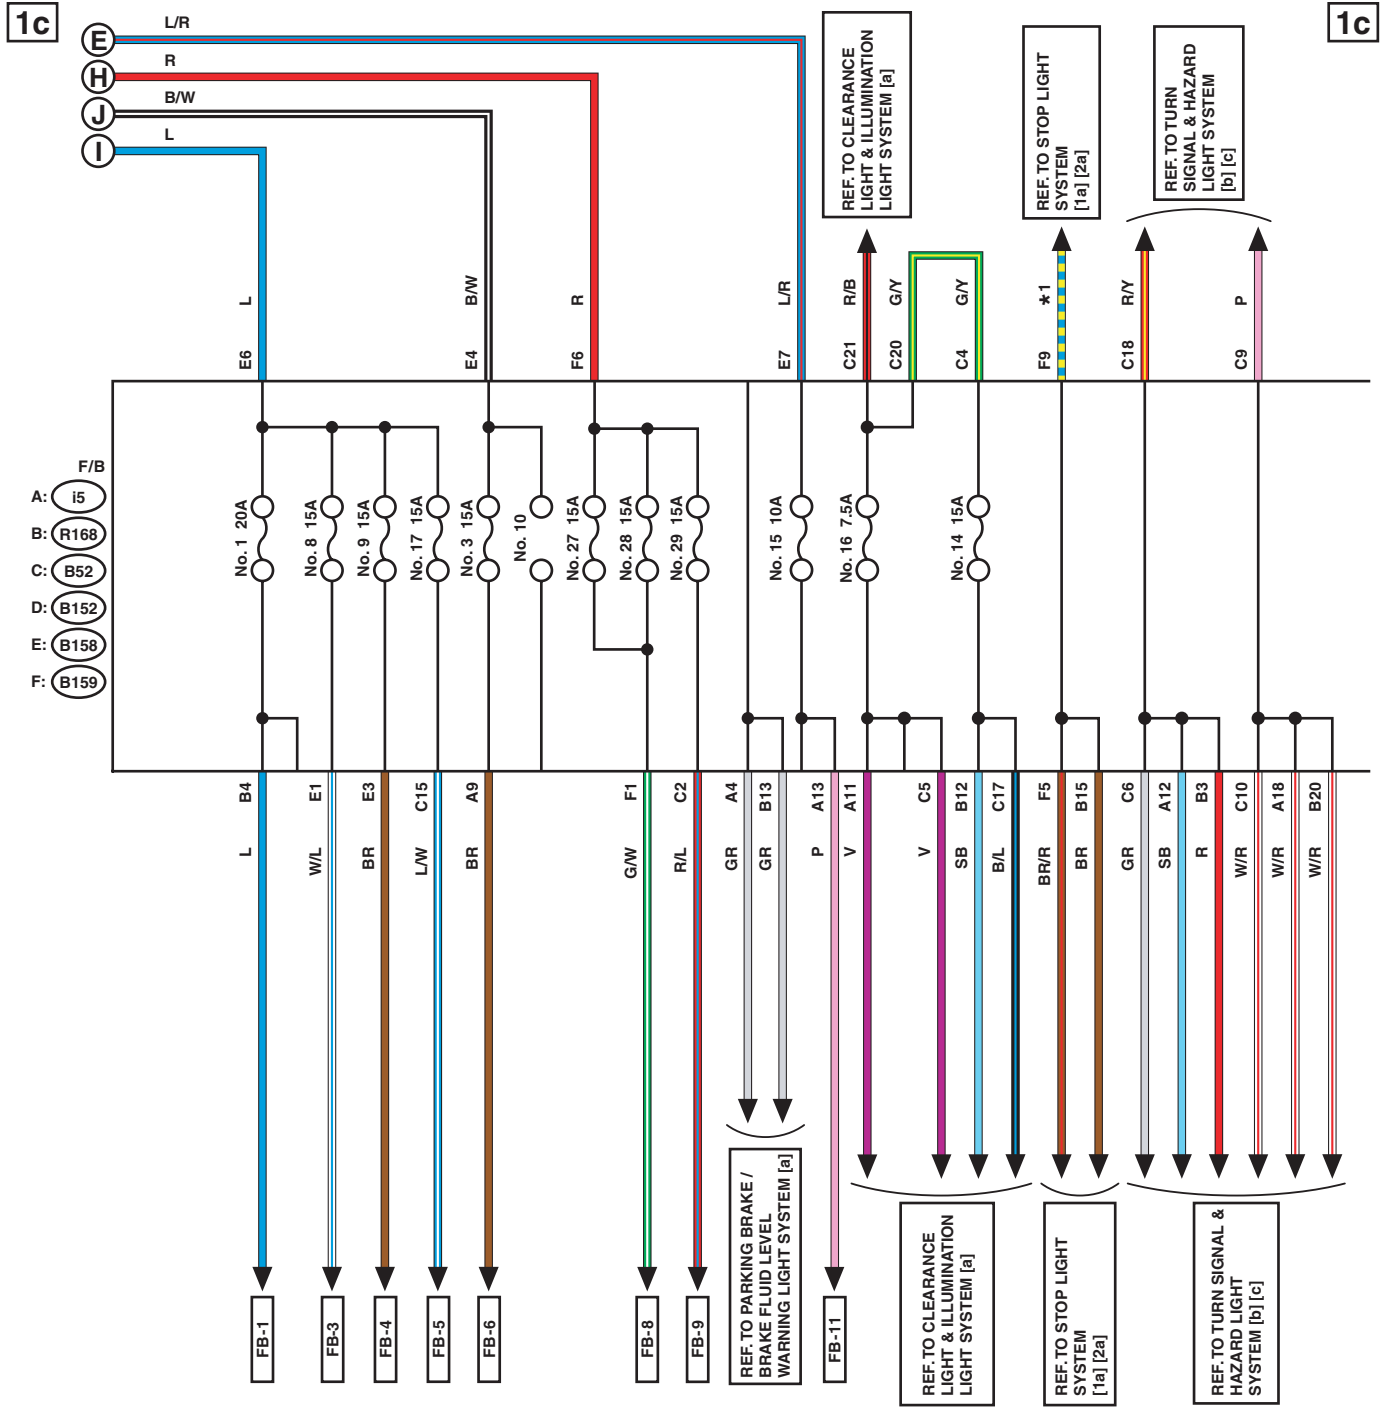 1c
1c
E
L/R
H
R
J
B/W
I
L
REF. TO CLEARANCE
LIGHT & ILLUMINATION
LIGHT SYSTEM [a]
REF. TO STOP LIGHT
SYSTEM
[1a] [2a]
REF. TO TURN
SIGNAL & HAZARD
LIGHT SYSTEM
[b] [c]
L
B/W
R
L/R
R/B
G/Y
G/Y
*1
R/Y
P
E6
E4
F6
E7
C21
C20
C4
F9
C18
C9
F/B
A: i5
B: R168
C: B52
D: B152
E: B158
F: B159
No. 1 20A
No. 8 15A
No. 9 15A
No. 17 15A
No. 3 15A
No. 10
No. 27 15A
No. 28 15A
No. 29 15A
No. 15 10A
No. 16 7.5A
No. 14 15A
B4
E1
E3
C15
A9
F1
C2
A4
B13
A13
A11
C5
B12
C17
F5
B15
C6
A12
B3
C10
A18
B20
L
W/L
BR
L/W
BR
G/W
R/L
GR
GR
P
V
V
SB
B/L
BR/R
BR
GR
SB
R
W/R
W/R
W/R
FB-1
FB-3
FB-4
FB-5
FB-6
FB-8
FB-9
REF. TO PARKING BRAKE /
BRAKE FLUID LEVEL
WARNING LIGHT SYSTEM [a]
FB-11
REF. TO CLEARANCE
LIGHT & ILLUMINATION
LIGHT SYSTEM [a]
REF. TO STOP LIGHT
SYSTEM
[1a] [2a]
REF. TO TURN SIGNAL &
HAZARD LIGHT
SYSTEM [b] [c]